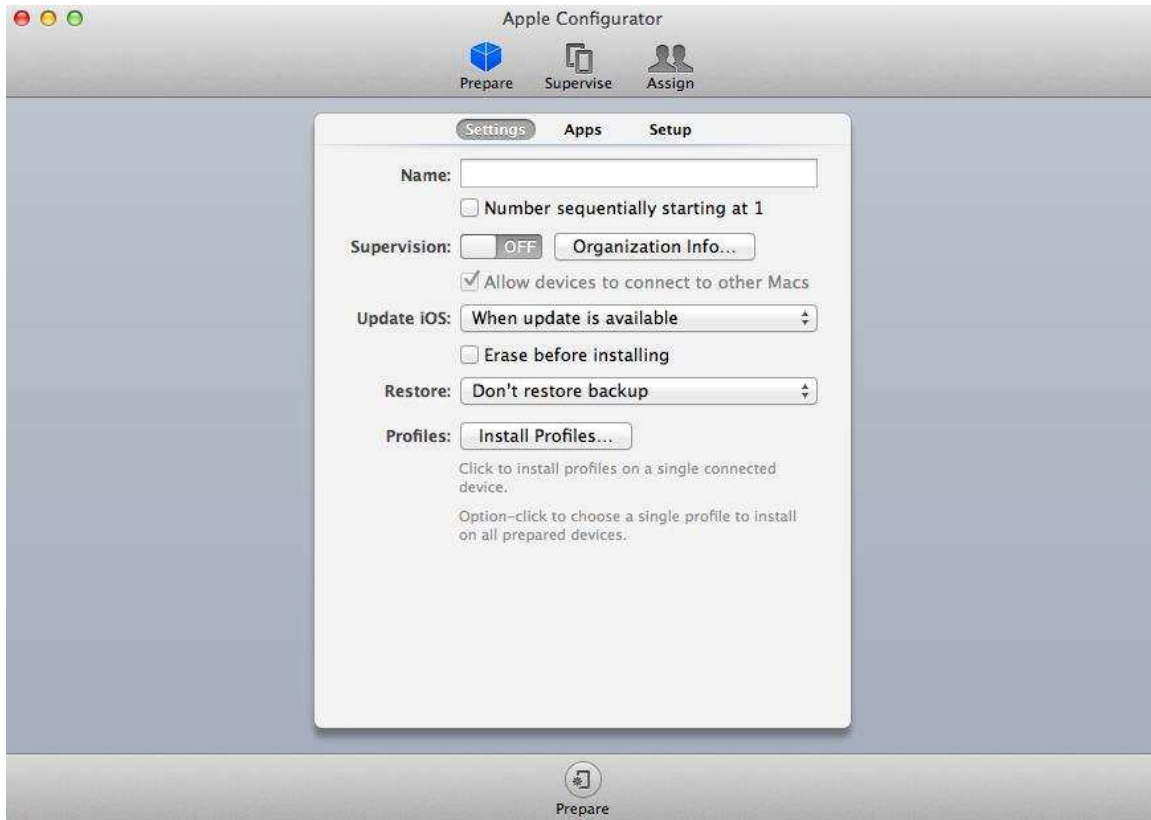 Apple Configurator
Prepare Supervise Assign
Settings Apps Setup
Name:
Number sequentially starting at 1
Supervision: OFF Organization Info...
Allow devices to connect to other Macs
Update iOS: When update is available
Erase before installing
Restore: Don't restore backup
Profiles: Install Profiles...
Click to install profiles on a single connected
device.
Option-click to choose a single profile to install
on all prepared devices.
Prepare